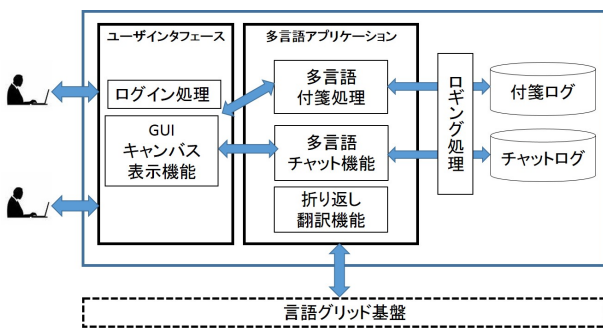 ユーザインタフェース
ログイン処理
GUI
キャンバス
表示機能
多言語アプリケーション
多言語
付箋処理
多言語
チャット機能
折り返し
翻訳機能
ロギング処理
付箋ログ
チャットログ
言語グリッド基盤